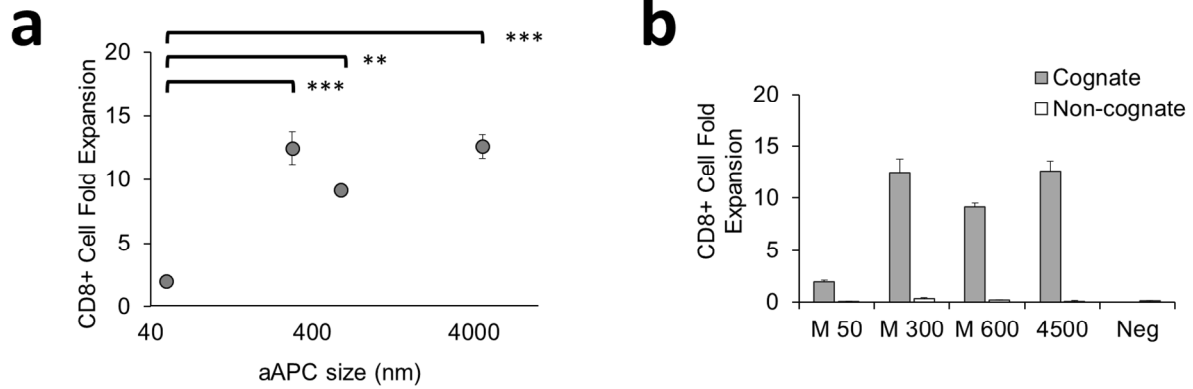 a
CD8+ Cell Fold Expansion
20
15
10
5
0
***
**
***
40
400
4000
aAPC size (nm)
b
CD8+ Cell Fold
Expansion
20
15
10
5
0
Cognate
Non-cognate
M 50
M 300
M 600
4500
Neg